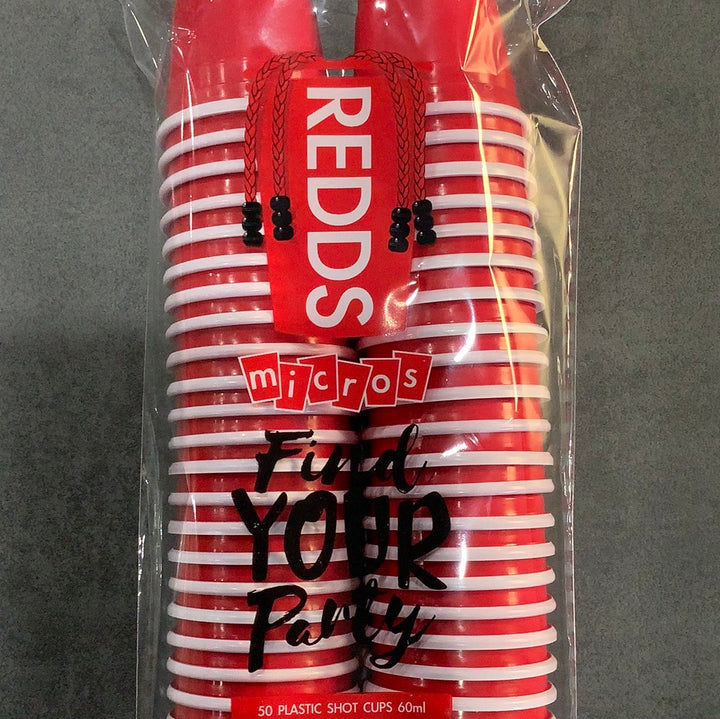 REDDS
micros
Find
YOUR
Party
50 PLASTIC SHOT CUPS 60ml